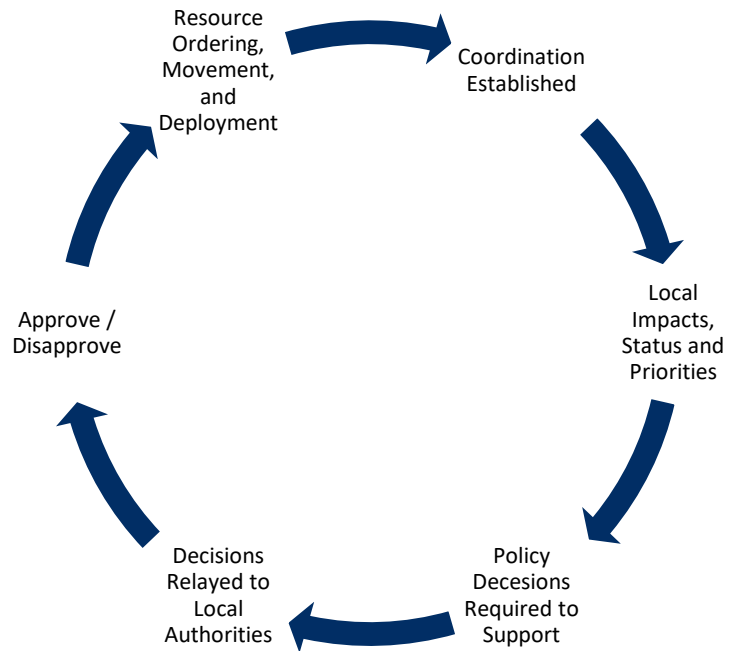 Resource
Ordering,
Movement,
and
Deployment
Coordination
Established
Local
Impacts,
Status and
Priorities
Policy
Decesions
Required to
Support
Decisions
Relayed to
Local
Authorities
Approve /
Disapprove